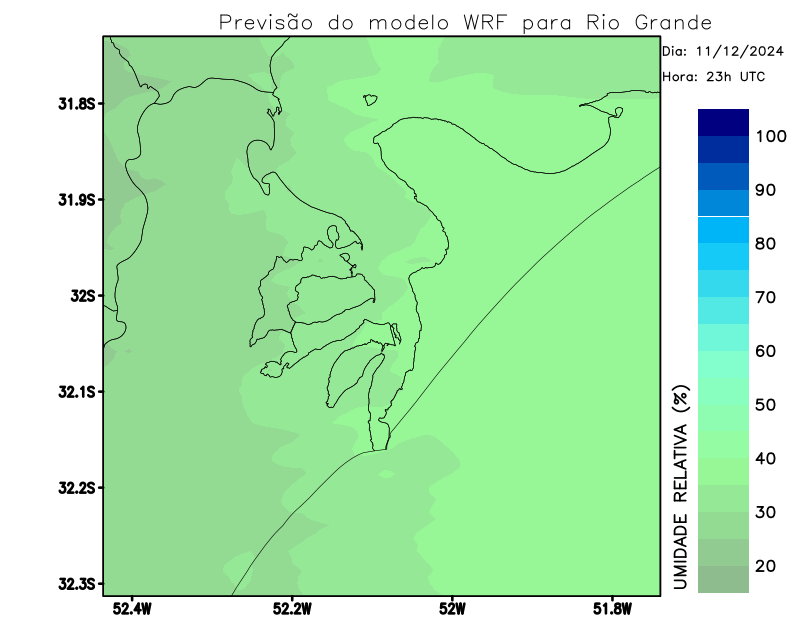 Previsão do modelo WRF para Rio Grande
Dia: 11/12/2024
Hora: 23h UTC
31.8S
31.9S
32S
32.1S
32.2S
32.3S
52.4W
52.2W
52W
51.8W
100
90
80
70
60
50
40
30
20
UMIDADE RELATIVA (%)